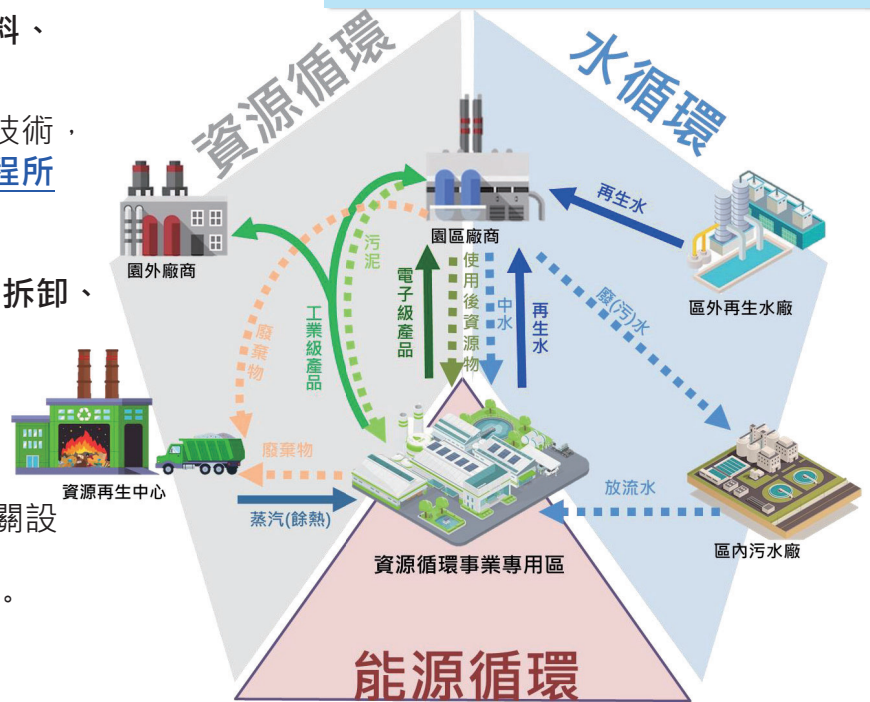 料、
技術，
程所
拆卸、
關設
。
資源循環
水循環
園外廠商
園區廠商
再生水
區外再生水廠
污泥
廢棄物
工業級產品
電子級產品
使用後資源物
中水
再生水
廢(污)水
廢棄物
資源再生中心
蒸汽(餘熱)
放流水
區內污水廠
資源循環事業專用區
能源循環